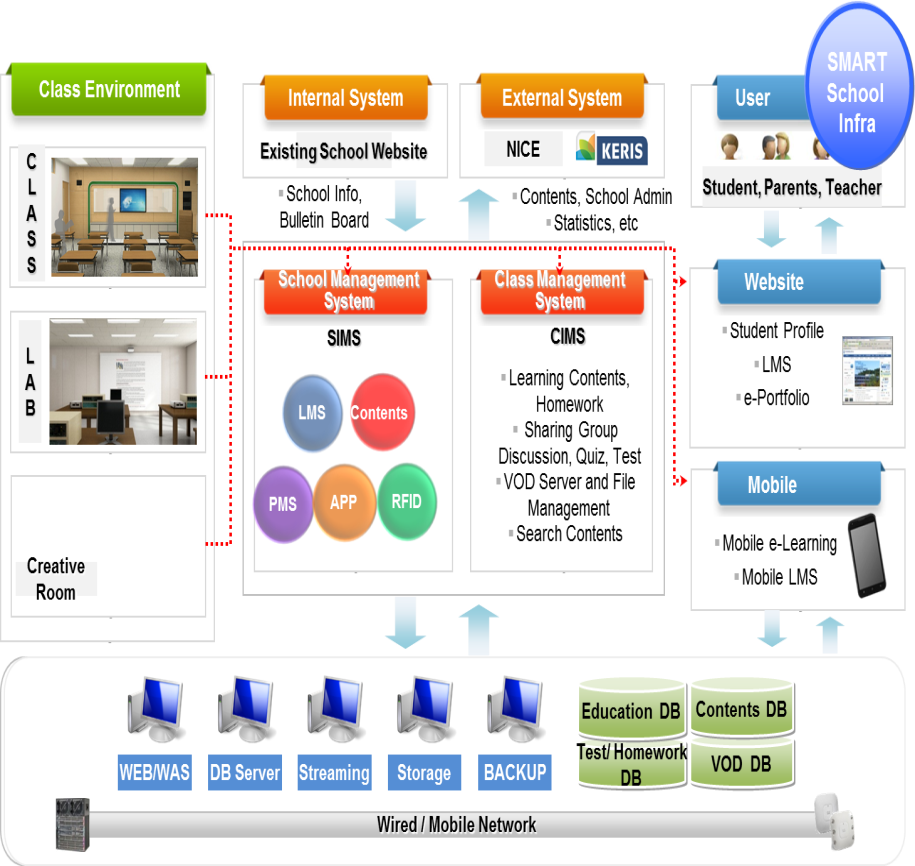 SMART
School
Infra
Class Environment
Internal System
External System
User
Existing School Website
NICE
KERIS
Student, Parents, Teacher
School Info,
Bulletin Board
Contents, School Admin
Statistics, etc
CLASS
LAB
Creative
Room
School Management
System
SIMS
LMS
Contents
PMS
APP
RFID
Class Management
System
CIMS
Learning Contents,
Homework
Sharing Group
Discussion, Quiz, Test
VOD Server and File
Management
Search Contents
Website
Student Profile
LMS
e-Portfolio
Mobile
Mobile e-Learning
Mobile LMS
WEB/WAS
DB Server
Streaming
Storage
BACKUP
Education DB
Contents DB
Test/ Homework
DB
VOD DB
Wired / Mobile Network